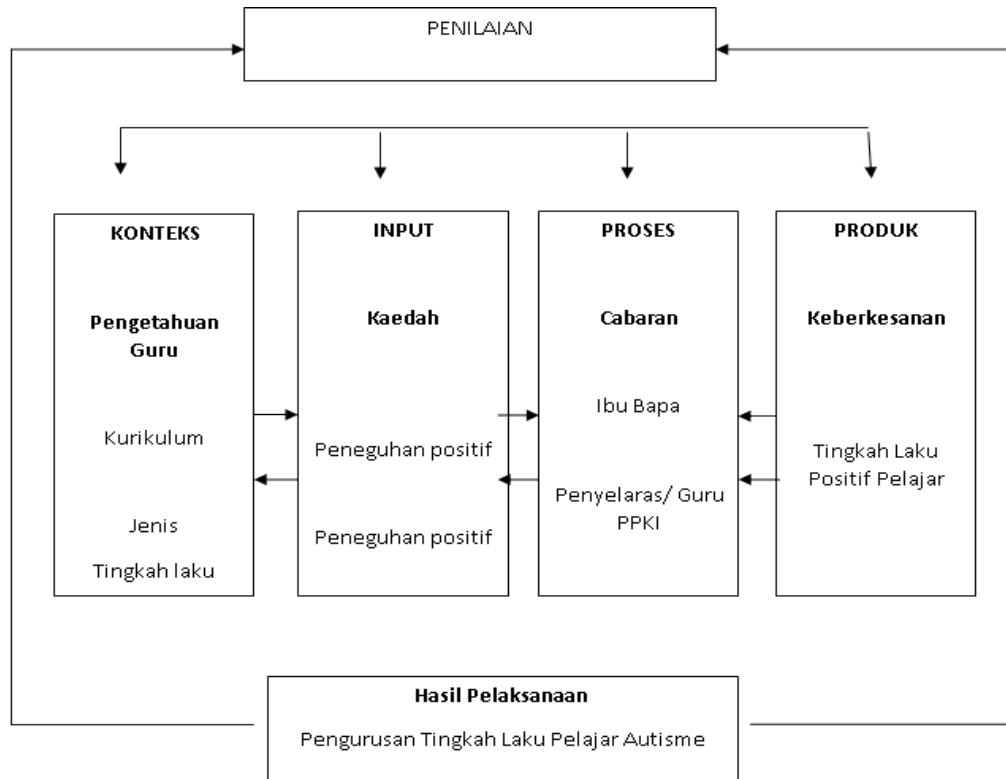 PENILAIAN
KONTEKS
Pengetahuan
Guru
Kurikulum
Jenis
Tingkah laku
INPUT
Kaedah
Peneguhan positif
Peneguhan positif
PROSES
Cabaran
Ibu Bapa
Penyelaras/ Guru
PPKI
PRODUK
Keberkesanan
Tingkah Laku
Positif Pelajar
Hasil Pelaksanaan
Pengurusan Tingkah Laku Pelajar Autisme